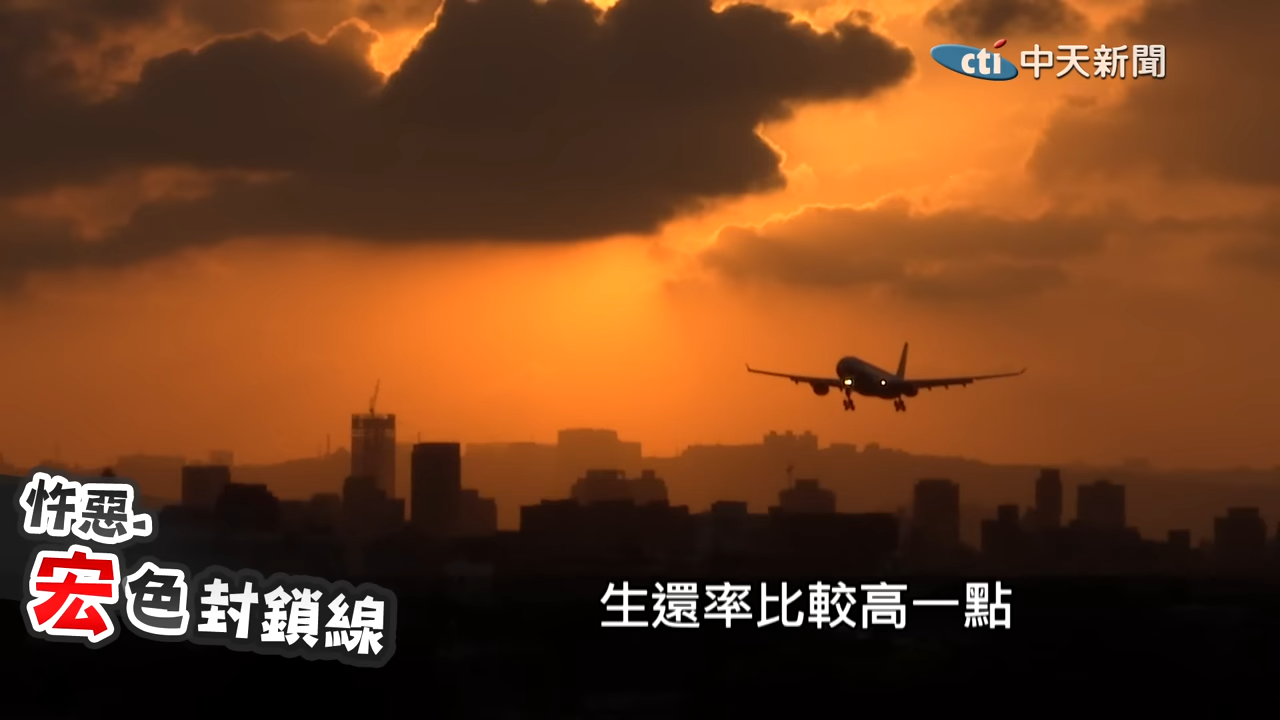 cti 中天新聞
忤惡-
宏色封鎖線
生還率比較高一點